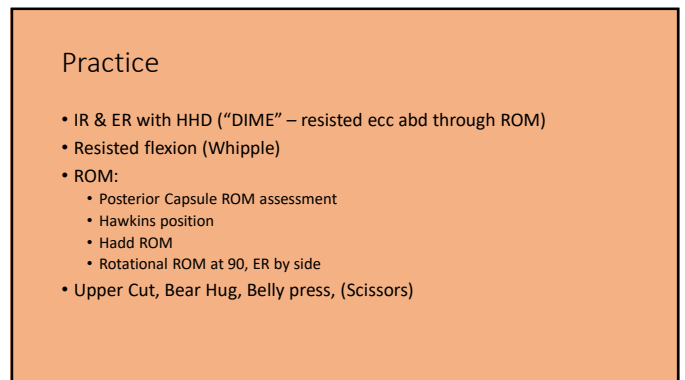 Practice
• IR & ER with HHD (“DIME” – resisted ecc abd through ROM)
• Resisted flexion (Whipple)
• ROM:
• Posterior Capsule ROM assessment
• Hawkins position
• Hadd ROM
• Rotational ROM at 90, ER by side
• Upper Cut, Bear Hug, Belly press, (Scissors)